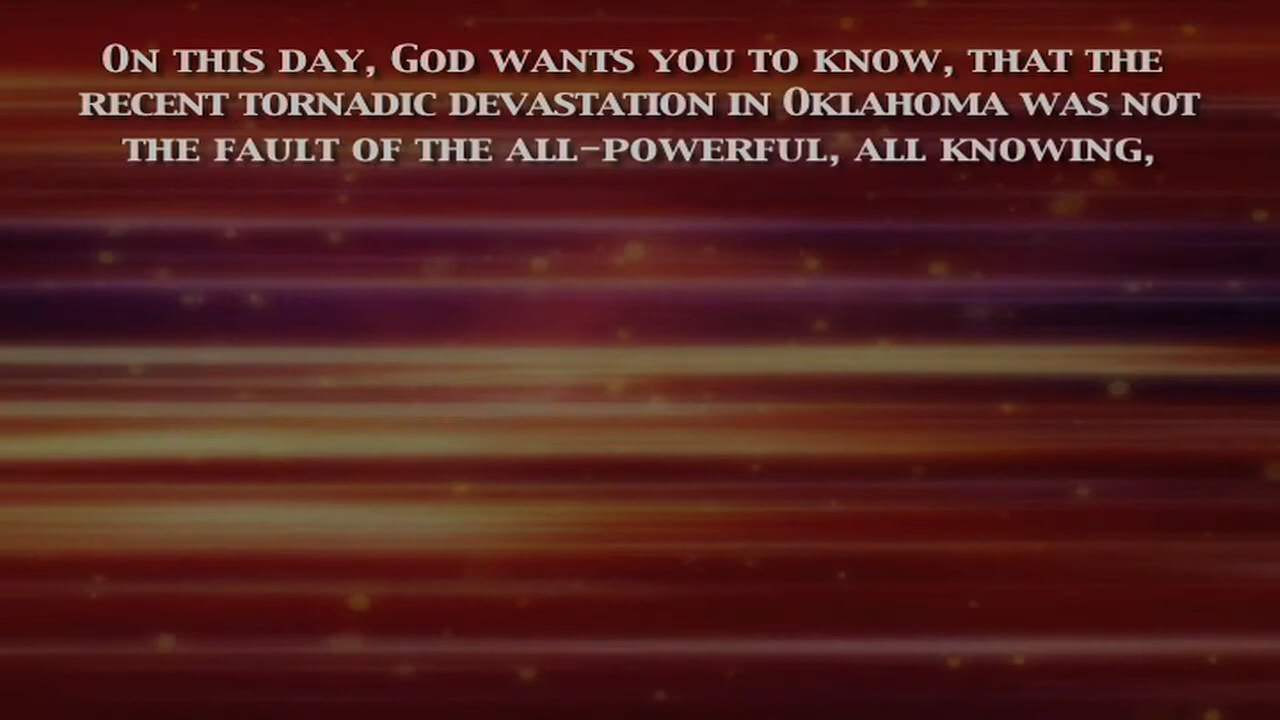 On this day, God wants you to know, that the
recent tornadic devastation in Oklahoma was not
the fault of the all-powerful, all knowing,